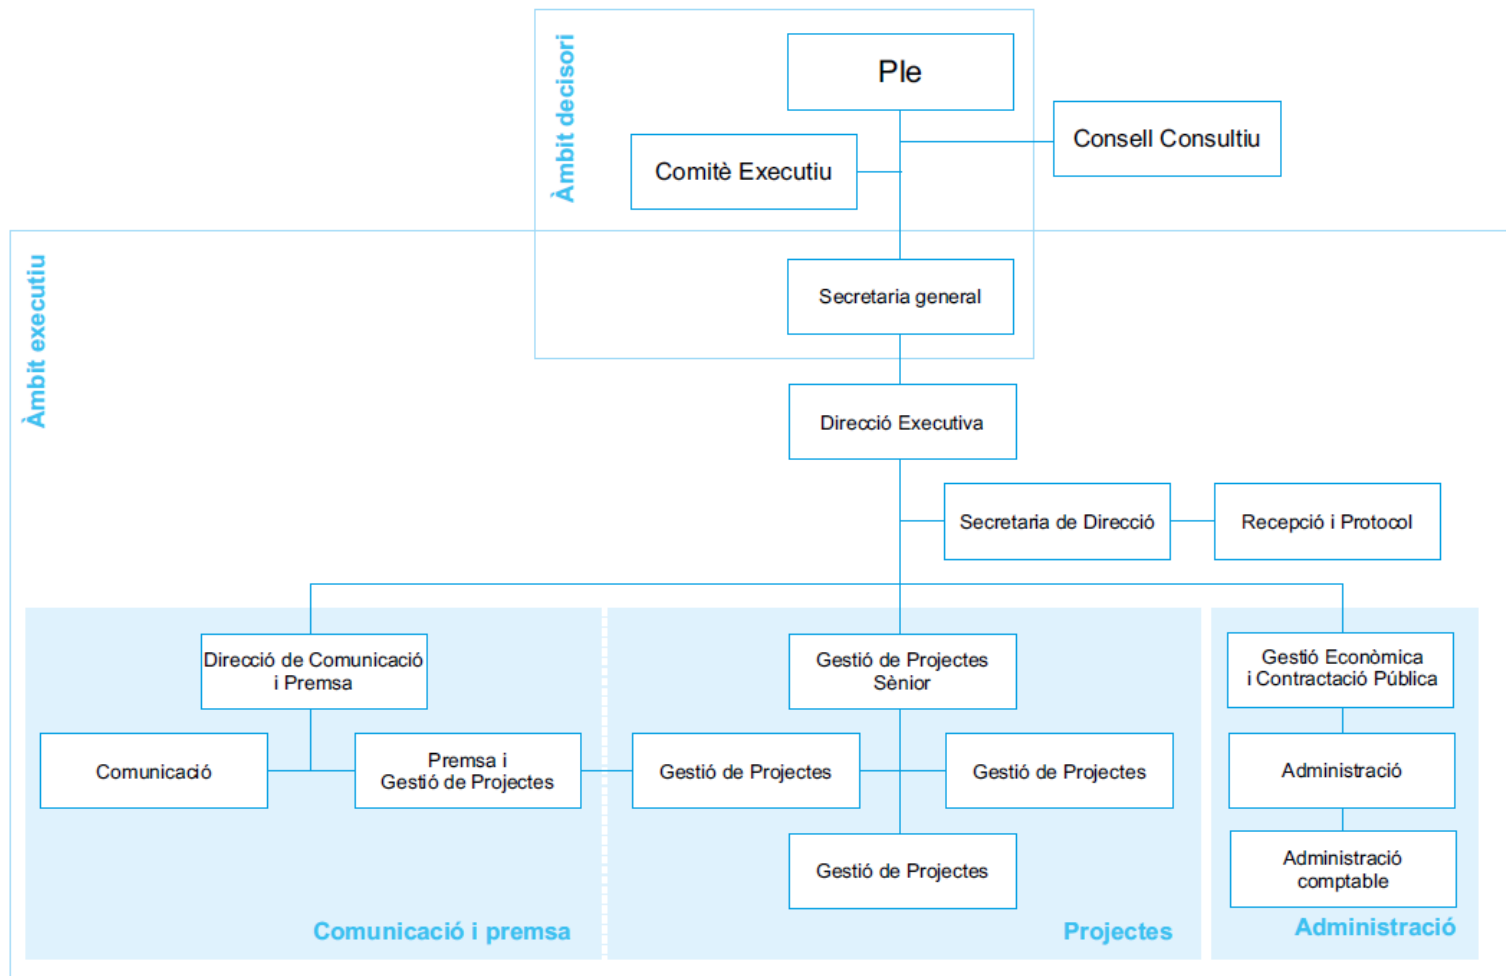 Àmbit decisori
Ple
Consell Consultiu
Comitè Executiu
Àmbit executiu
Secretaria general
Direcció Executiva
Secretaria de Direcció
Recepció i Protocol
Direcció de Comunicació
i Premsa
Gestió de Projectes
Sènior
Gestió Econòmica
i Contractació Pública
Comunicació
Premsa i
Gestió de Projectes
Gestió de Projectes
Gestió de Projectes
Administració
Gestió de Projectes
Administració
comptable
Comunicació i premsa
Projectes
Administració